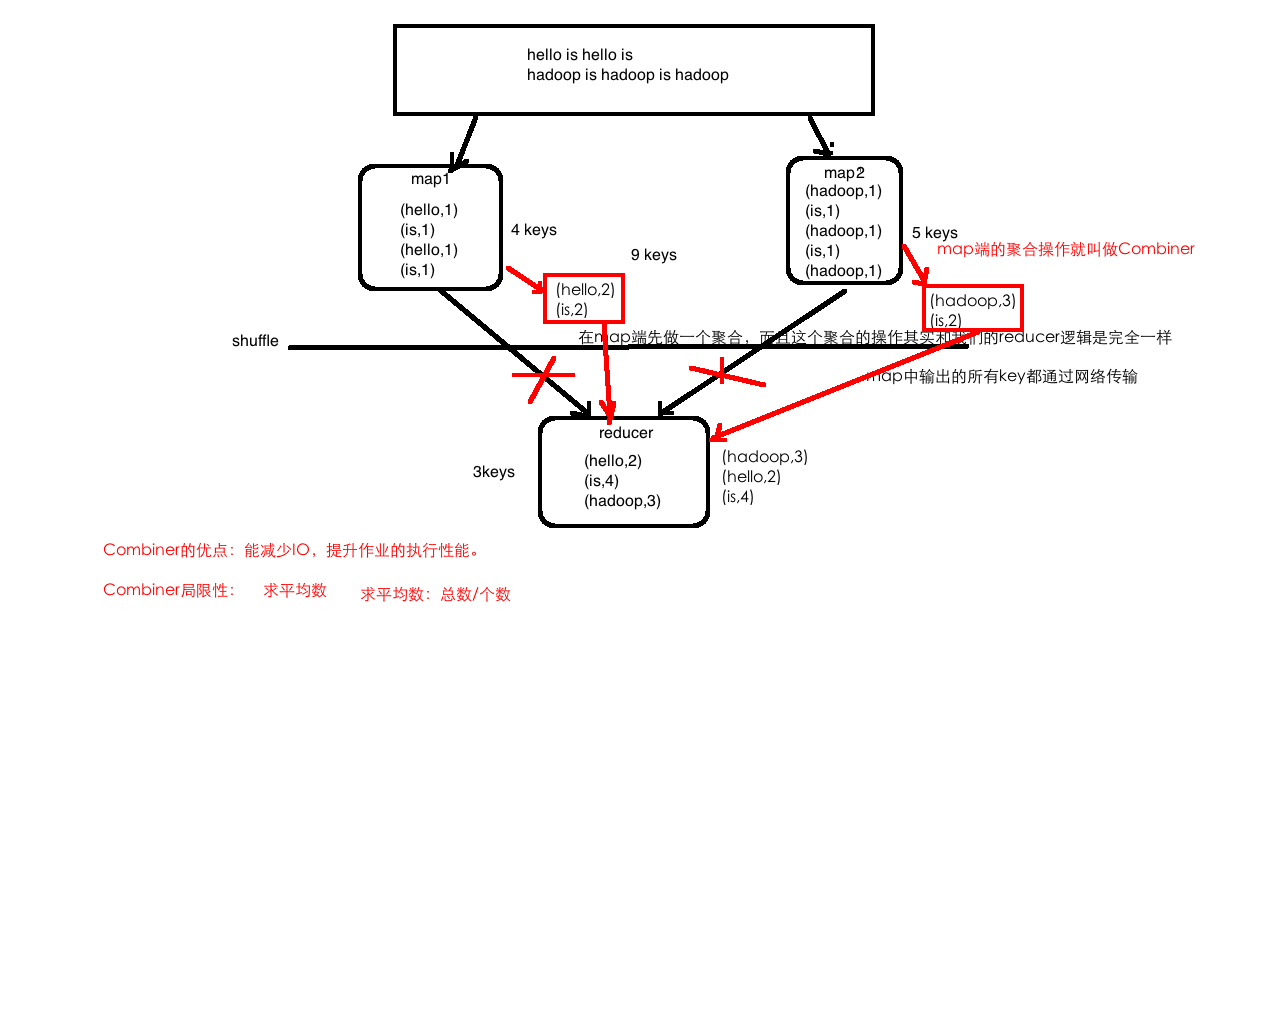 hello is hello is
hadoop is hadoop is hadoop
map1
(hello,1)
(is,1)
(hello,1)
(is,1)
4 keys
9 keys
(hello,2)
(is,2)
map2
(hadoop,1)
(is,1)
(hadoop,1)
(is,1)
(hadoop,1)
5 keys
map端的聚合操作就叫做Combiner
(hadoop,3)
(is,2)
shuffle
在map端先做一个聚合，而且这个聚合的操作其实和我们的reducer逻辑是完全一样
map中输出的所有key都通过网络传输
reducer
(hello,2)
(is,4)
(hadoop,3)
3keys
(hadoop,3)
(hello,2)
(is,4)
Combiner的优点：能减少IO，提升作业的执行性能。
Combiner局限性： 求平均数 求平均数：总数/个数